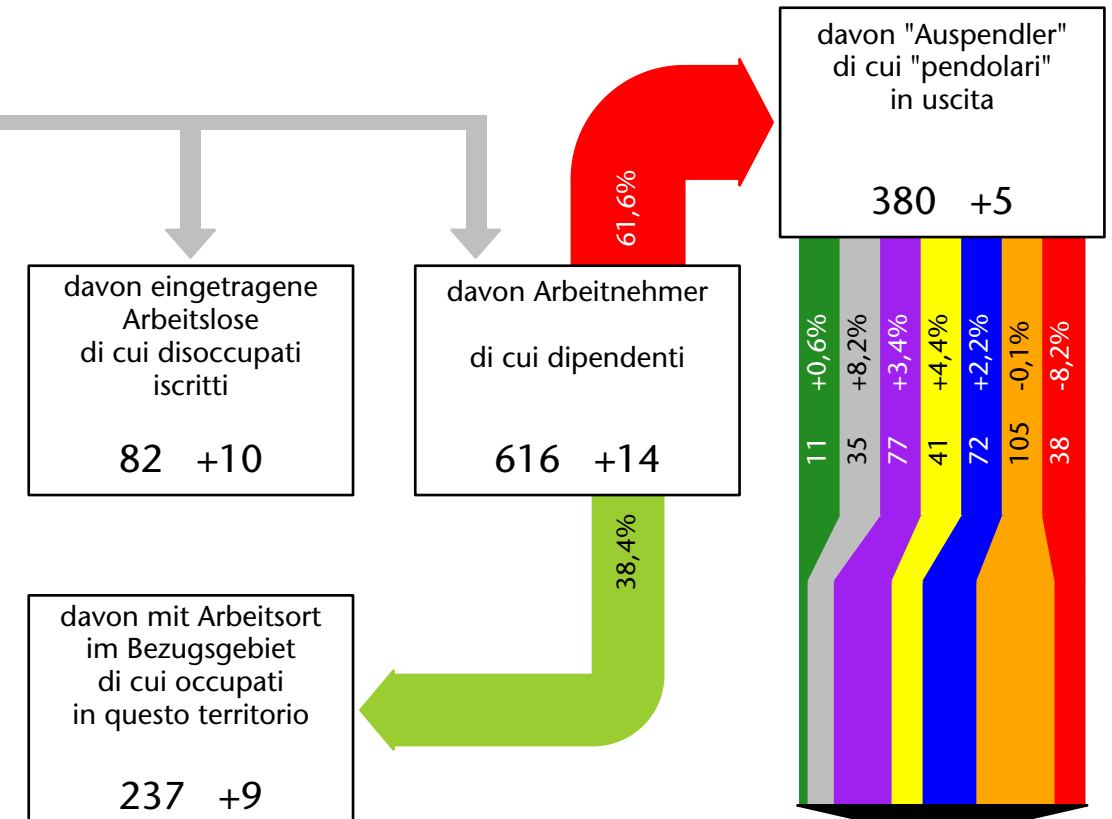 davon "Auspendler"
di cui "pendolari"
in uscita
380 +5
61,6%
davon eingetragene
Arbeitslose
di cui disoccupati
iscritti
82 +10
davon Arbeitnehmer
di cui dipendenti
616 +14
11 +0,6%
35 +8,2%
77 +3,4%
41 +4,4%
72 +2,2%
105 -0,1%
38 -8,2%
38,4%
davon mit Arbeitsort
im Bezugsgebiet
di cui occupati
in questo territorio
237 +9